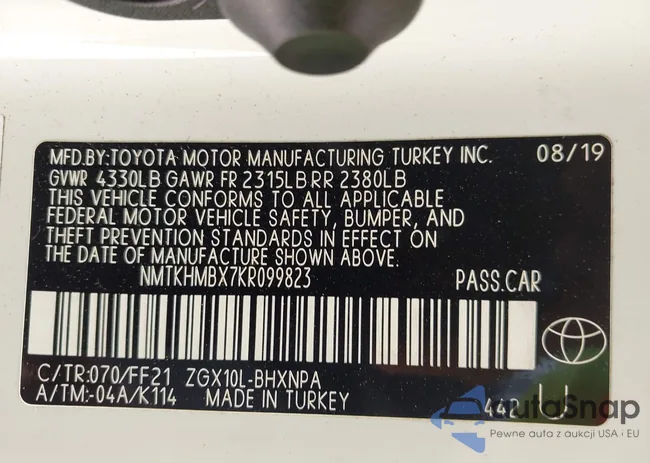 MFD.BY:TOYOTA MOTOR MANUFACTURING TURKEY INC. 08/19
GVWR 4330LB GAWR FR 2315LB RR 2380LB
THIS VEHICLE CONFORMS TO ALL APPLICABLE
FEDERAL MOTOR VEHICLE SAFETY, BUMPER, AND
THEFT PREVENTION STANDARDS IN EFFECT ON
THE DATE OF MANUFACTURE SHOWN ABOVE.
NMTKHMBX7KR099823 PASS.CAR
C/TR:070/FF21 ZGX10L-BHXNPA
A/TM:-04A/K114 MADE IN TURKEY 442 U
autoSnap
Pewne auta z aukcji USA i EU